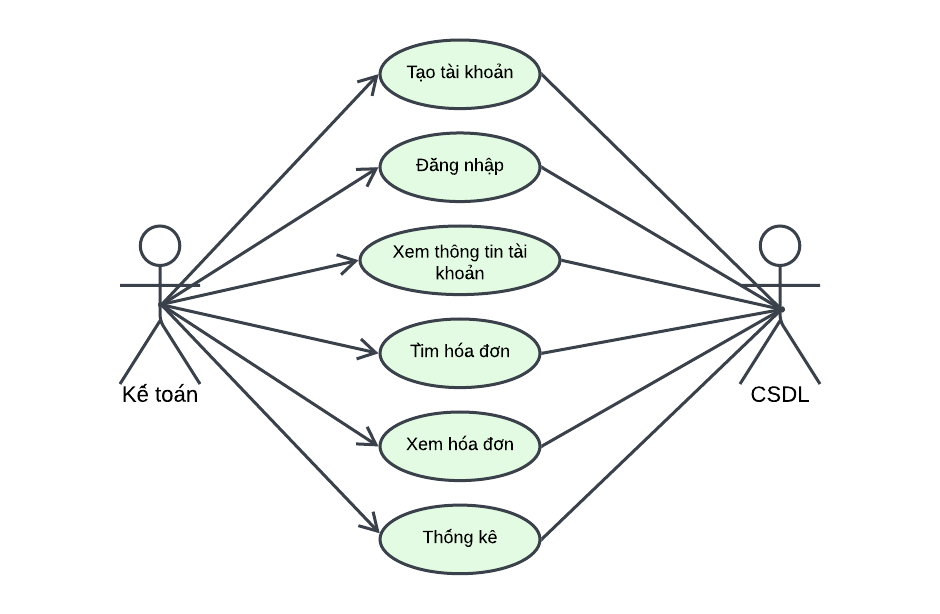 Tạo tài khoản
Đăng nhập
Xem thông tin tài
khoản
Tìm hóa đơn
Xem hóa đơn
Thống kê
Kế toán
CSDL